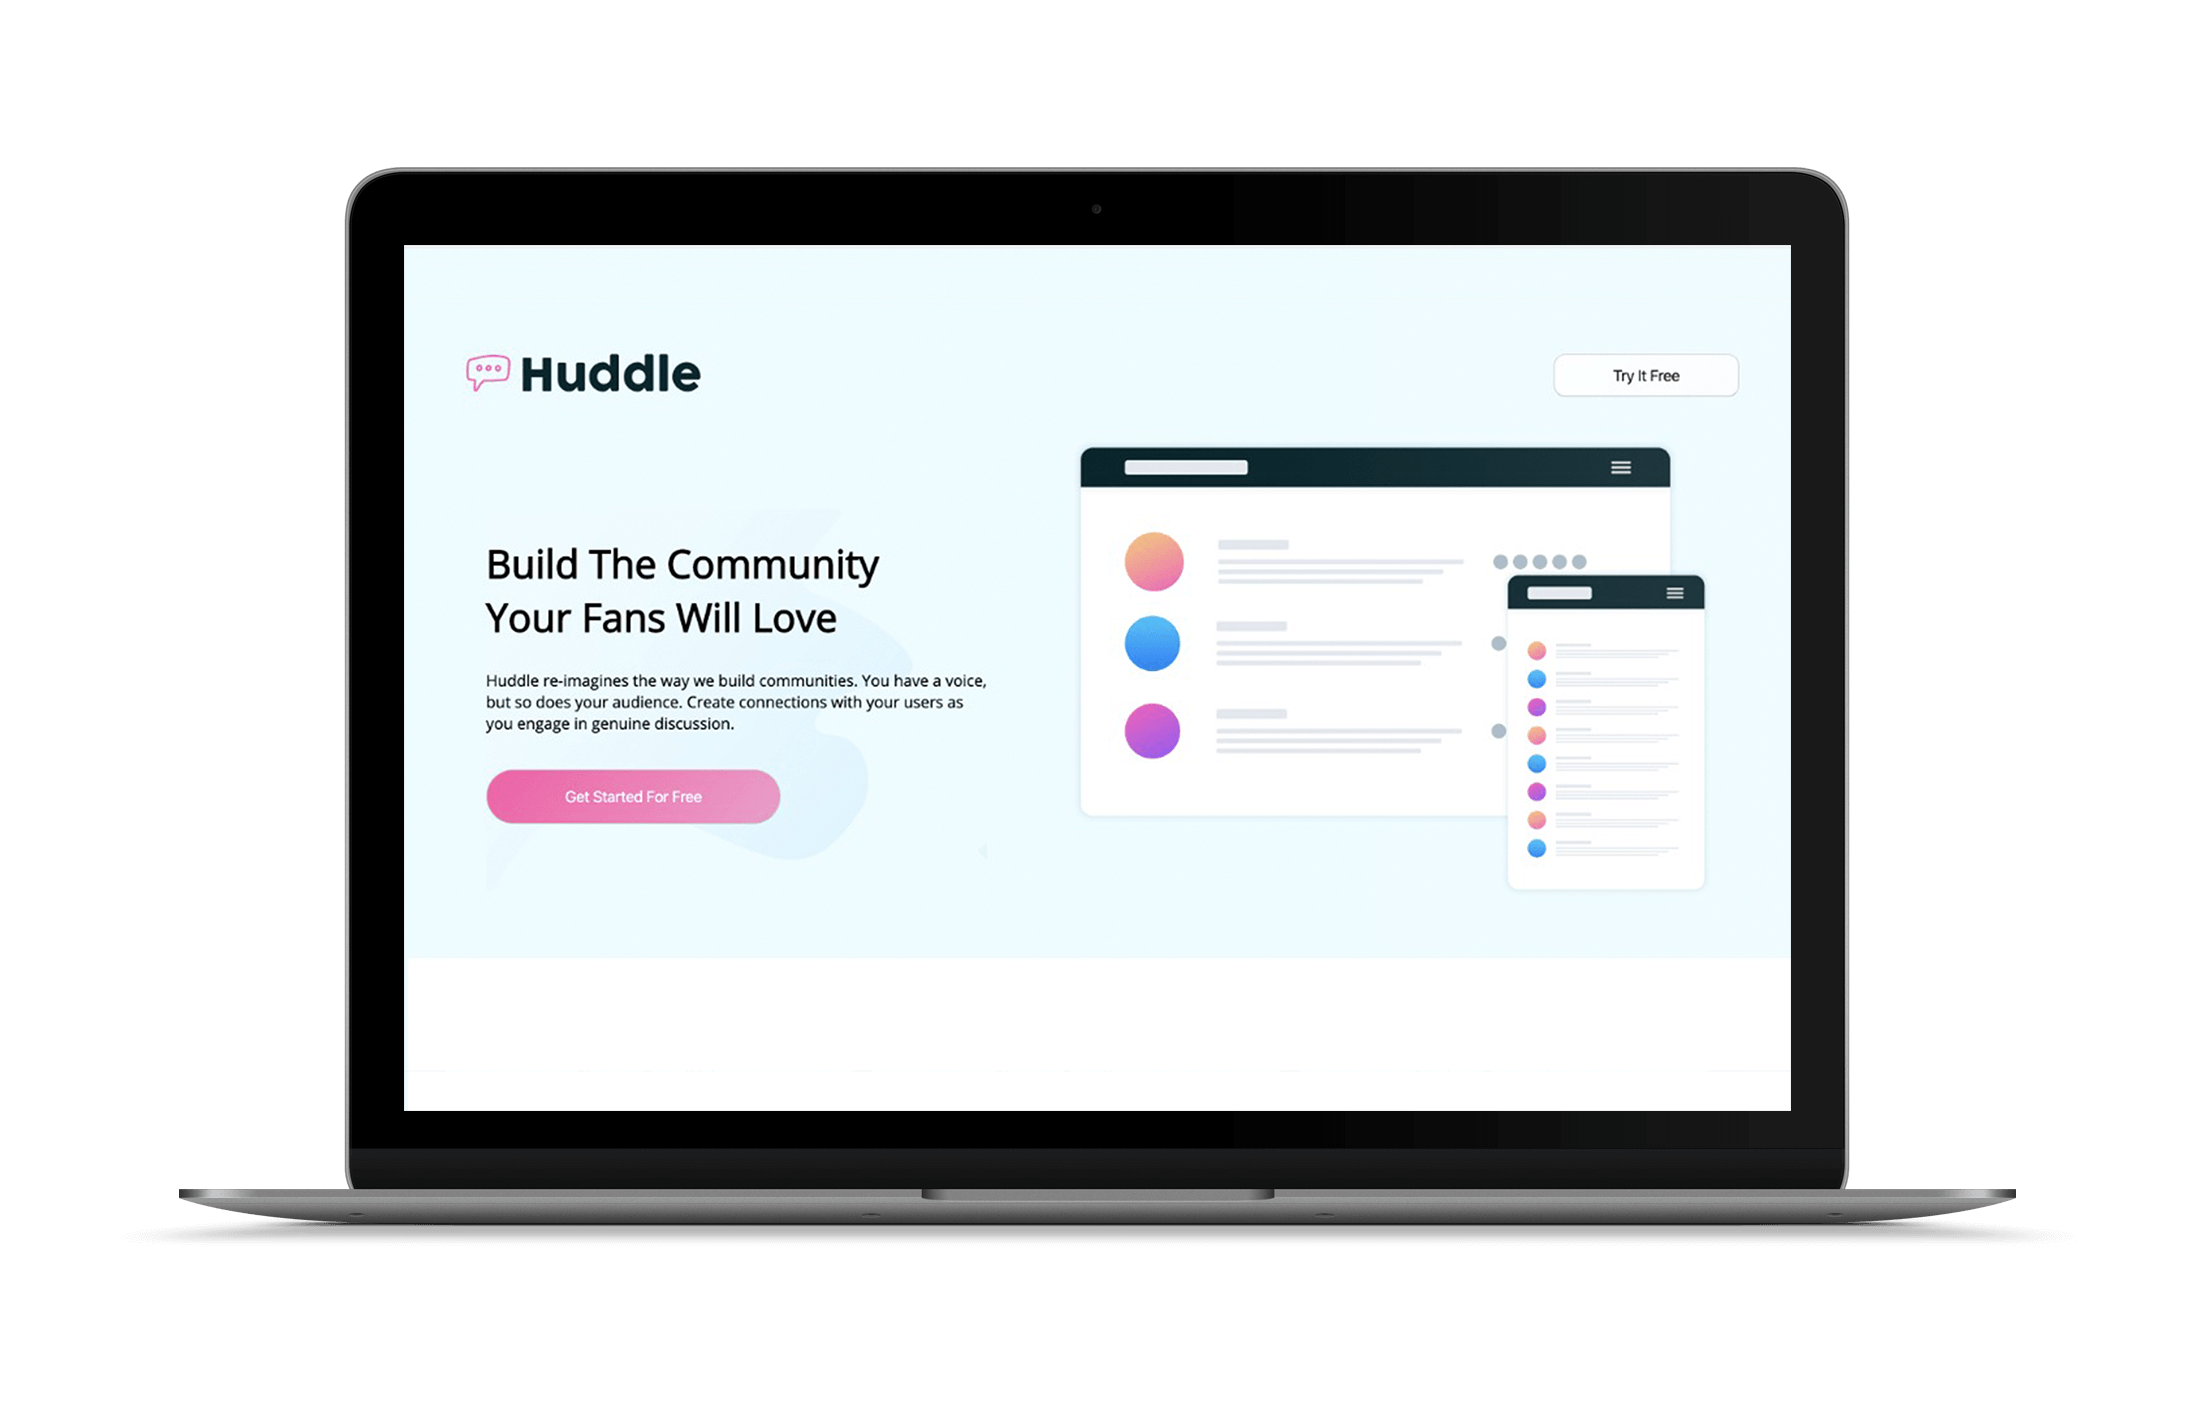 Huddle
Try It Free
Build The Community
Your Fans Will Love
Huddle re-imagines the way we build communities. You have a voice,
but so does your audience. Create connections with your users as
you engage in genuine discussion.
Get Started For Free